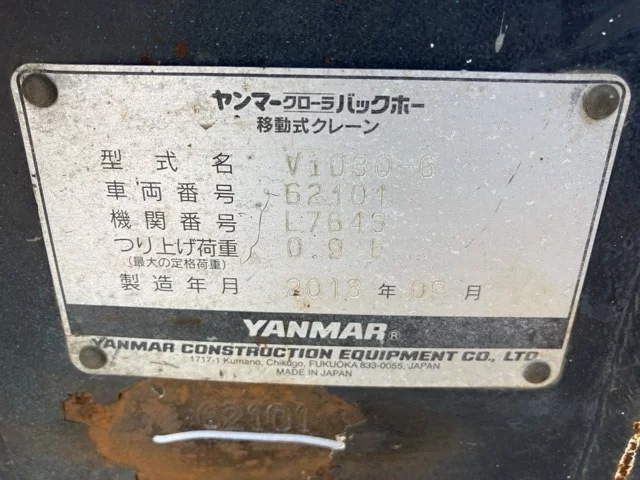 ヤンマークローラバックホー
移動式クレーン
型式名 ViO30-6
車両番号 62101
機関番号 L7643
つり上げ荷重 0.9 t
(最大の定格荷重)
製造年月 2013 年 09 月
YANMAR®
YANMAR CONSTRUCTION EQUIPMENT CO., LTD.
1717-1 Kumano, Chikugo, FUKUOKA 833-0055, JAPAN
MADE IN JAPAN
62101